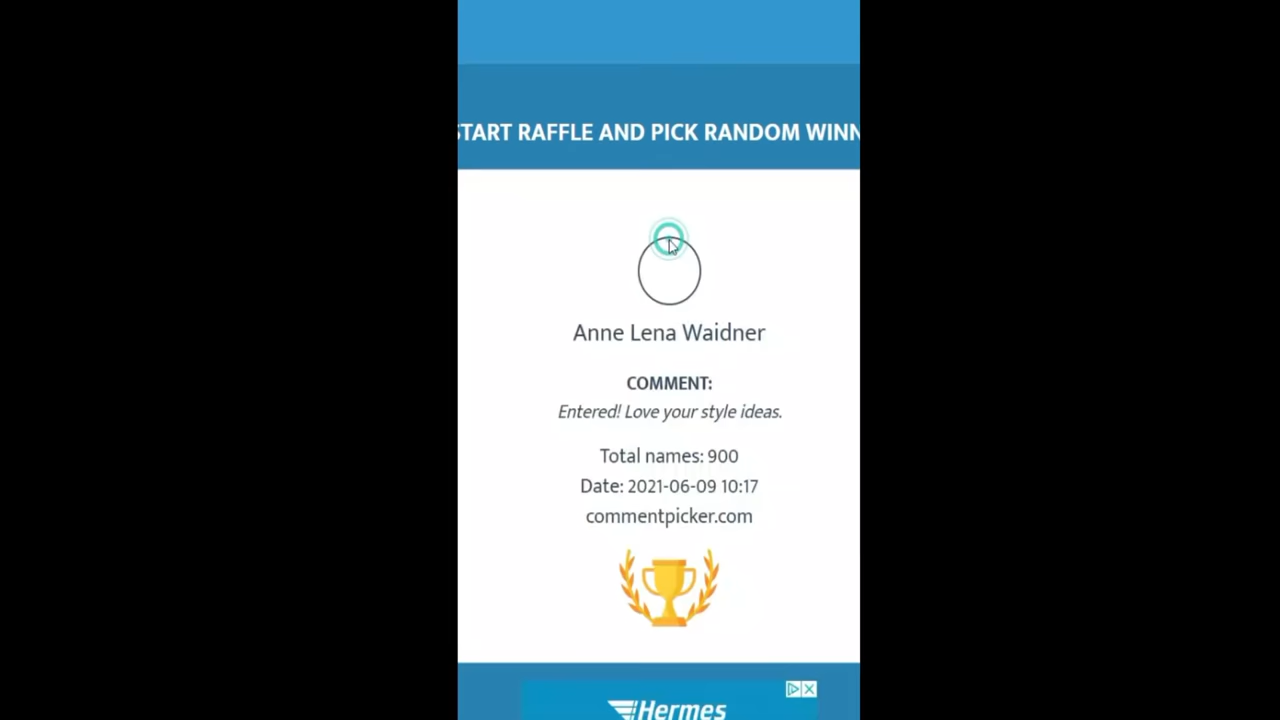 START RAFFLE AND PICK RANDOM WINN
Anne Lena Waidner
COMMENT:
Entered! Love your style ideas.
Total names: 900
Date: 2021-06-09 10:17
commentpicker.com
Hermes